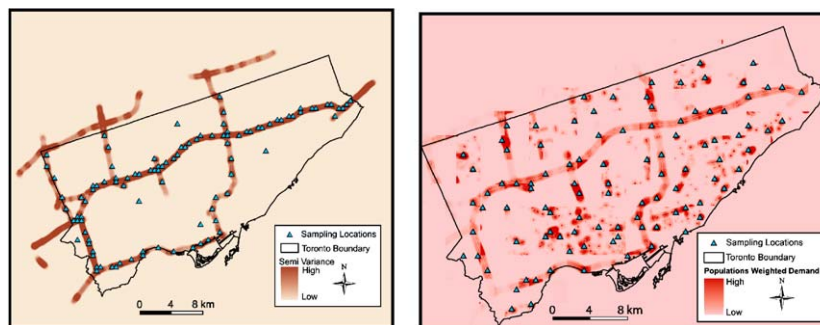 Sampling Locations
Toronto Boundary
Semi Variance
High
Low
N
0 4 8 km
Sampling Locations
Toronto Boundary
Populations Weighted Demand
High
Low
N
0 4 8 km